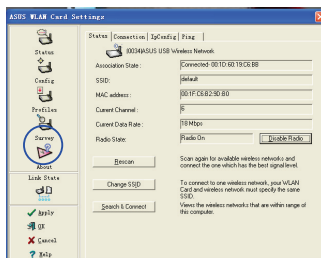 ASUS WLAN Card Settings
Status
Config
Profiles
Survey
About
Link State
Apply
OK
Cancel
Help
Status Connection IpConfig Ping
(0034)ASUS USB Wireless Network
Association State :
Connected- 00:1D:60:19:C6:BB
SSID:
default
MAC address :
00:1F:C6:B2:9D:B0
Current Channel :
6
Current Data Rate :
18 Mbps
Radio State:
Radio On
Disable Radio
Rescan
Scan again for available wireless networks and
connect the one which has the best signal level.
Change SSID
To connect to one wireless network, your WLAN
Card and wireless network must specify the same
SSID.
Search & Connect
Views the wireless networks that are within range of
this computer.